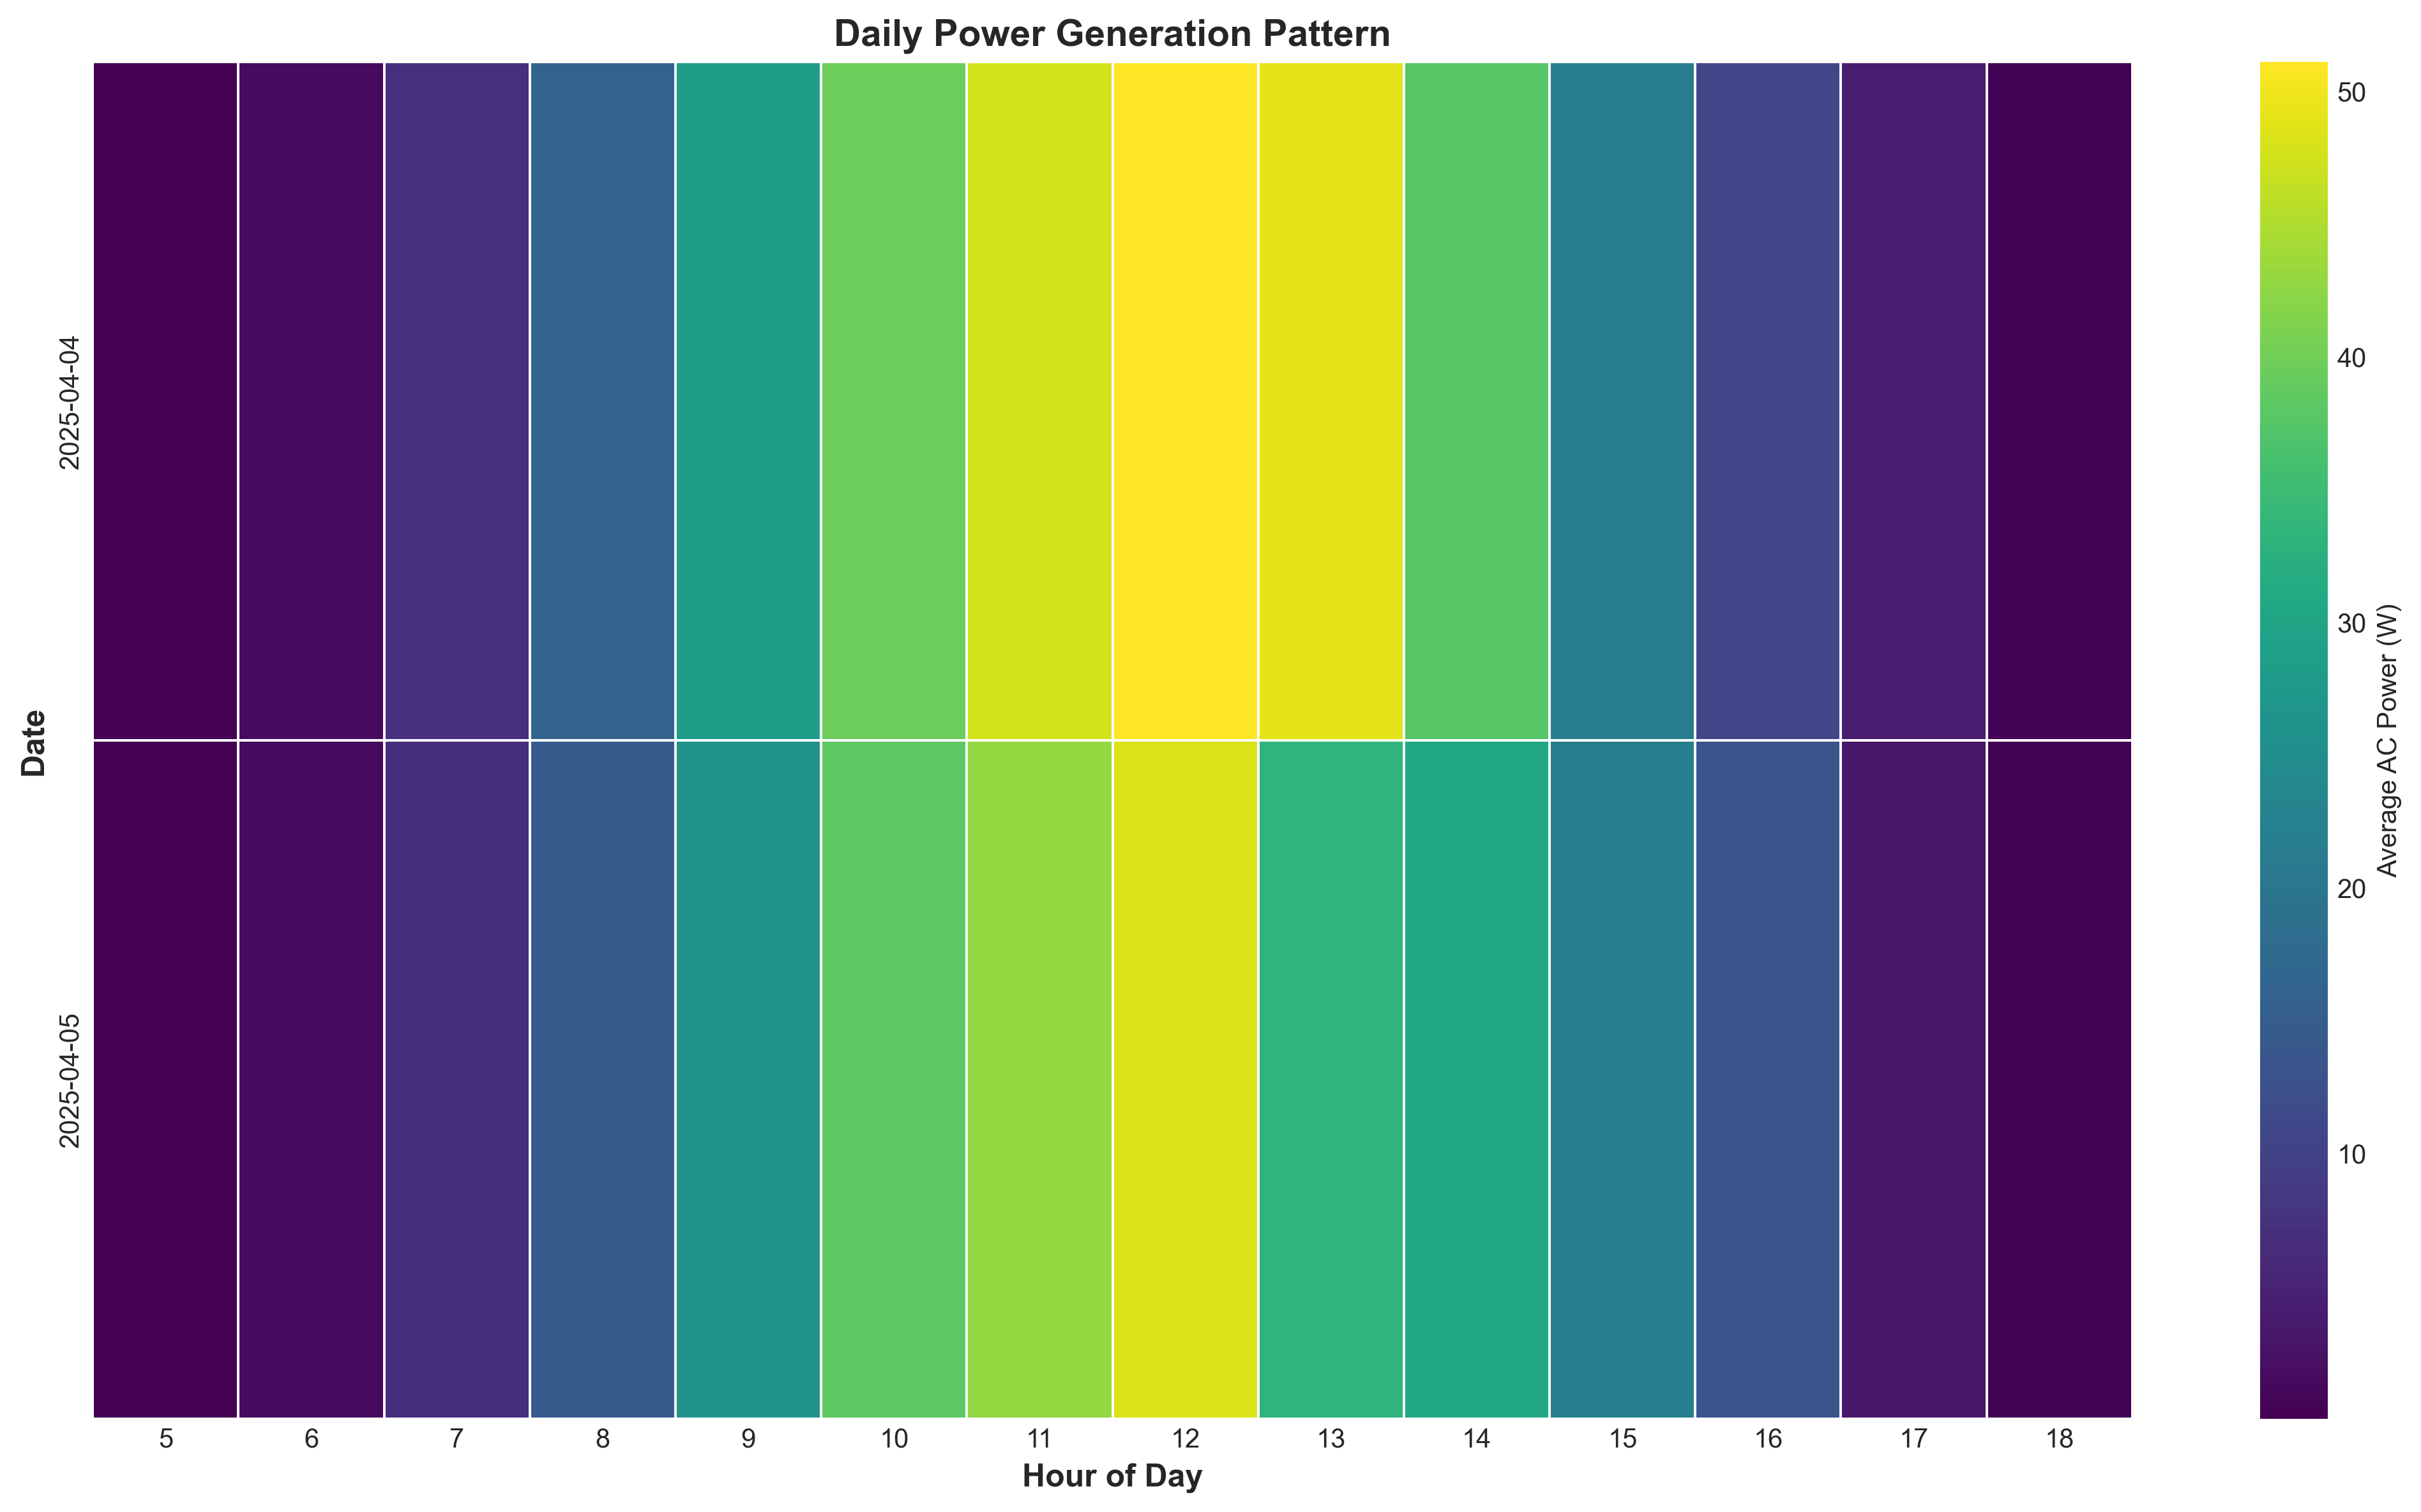 Daily Power Generation Pattern
Date
2025-04-04
2025-04-05
5 6 7 8 9 10 11 12 13 14 15 16 17 18
Hour of Day
50
40
30
20
10
Average AC Power (W)